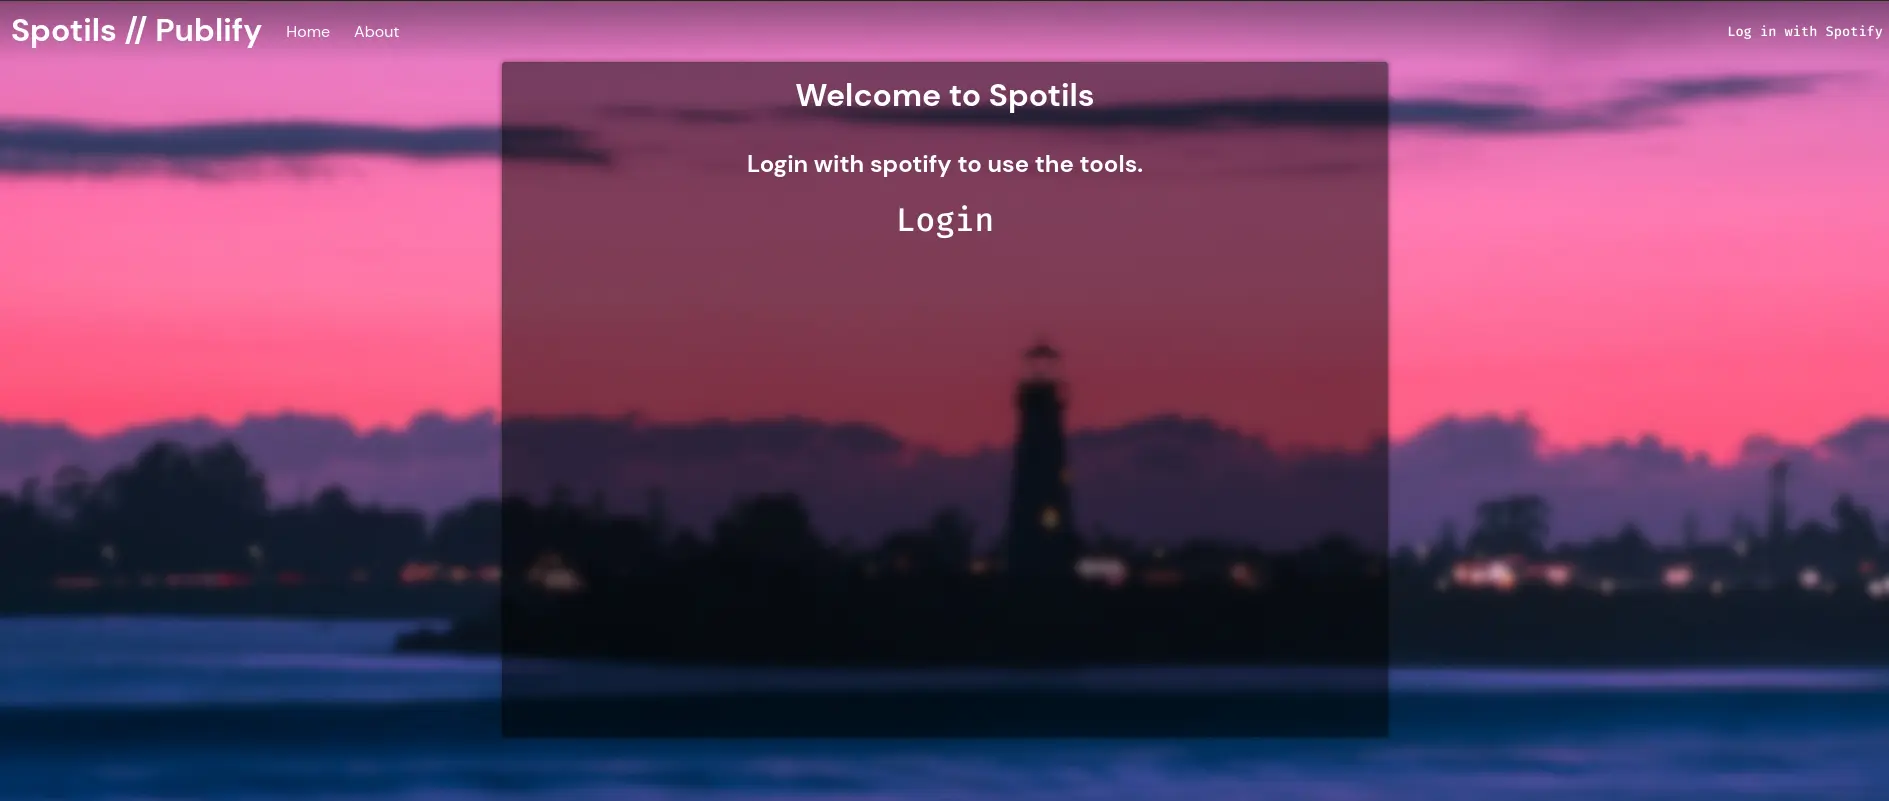 Spotils // Publify Home About Log in with Spotify
Welcome to Spotils
Login with spotify to use the tools.
Login